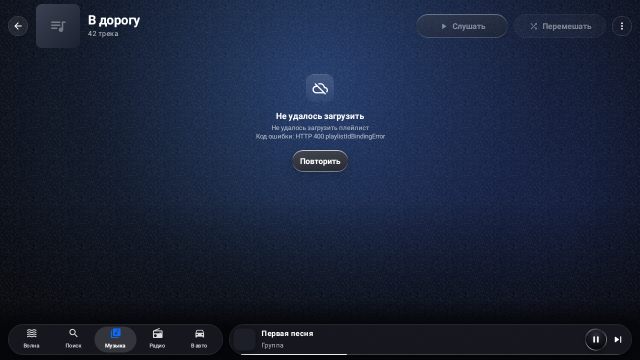 В дорогу
42 трека
Слушать
Перемешать
Не удалось загрузить
Не удалось загрузить плейлист
Код ошибки: HTTP 400 playlistIdBindingError
Повторить
Волна
Поиск
Музыка
Радио
В авто
Первая песня
Группа